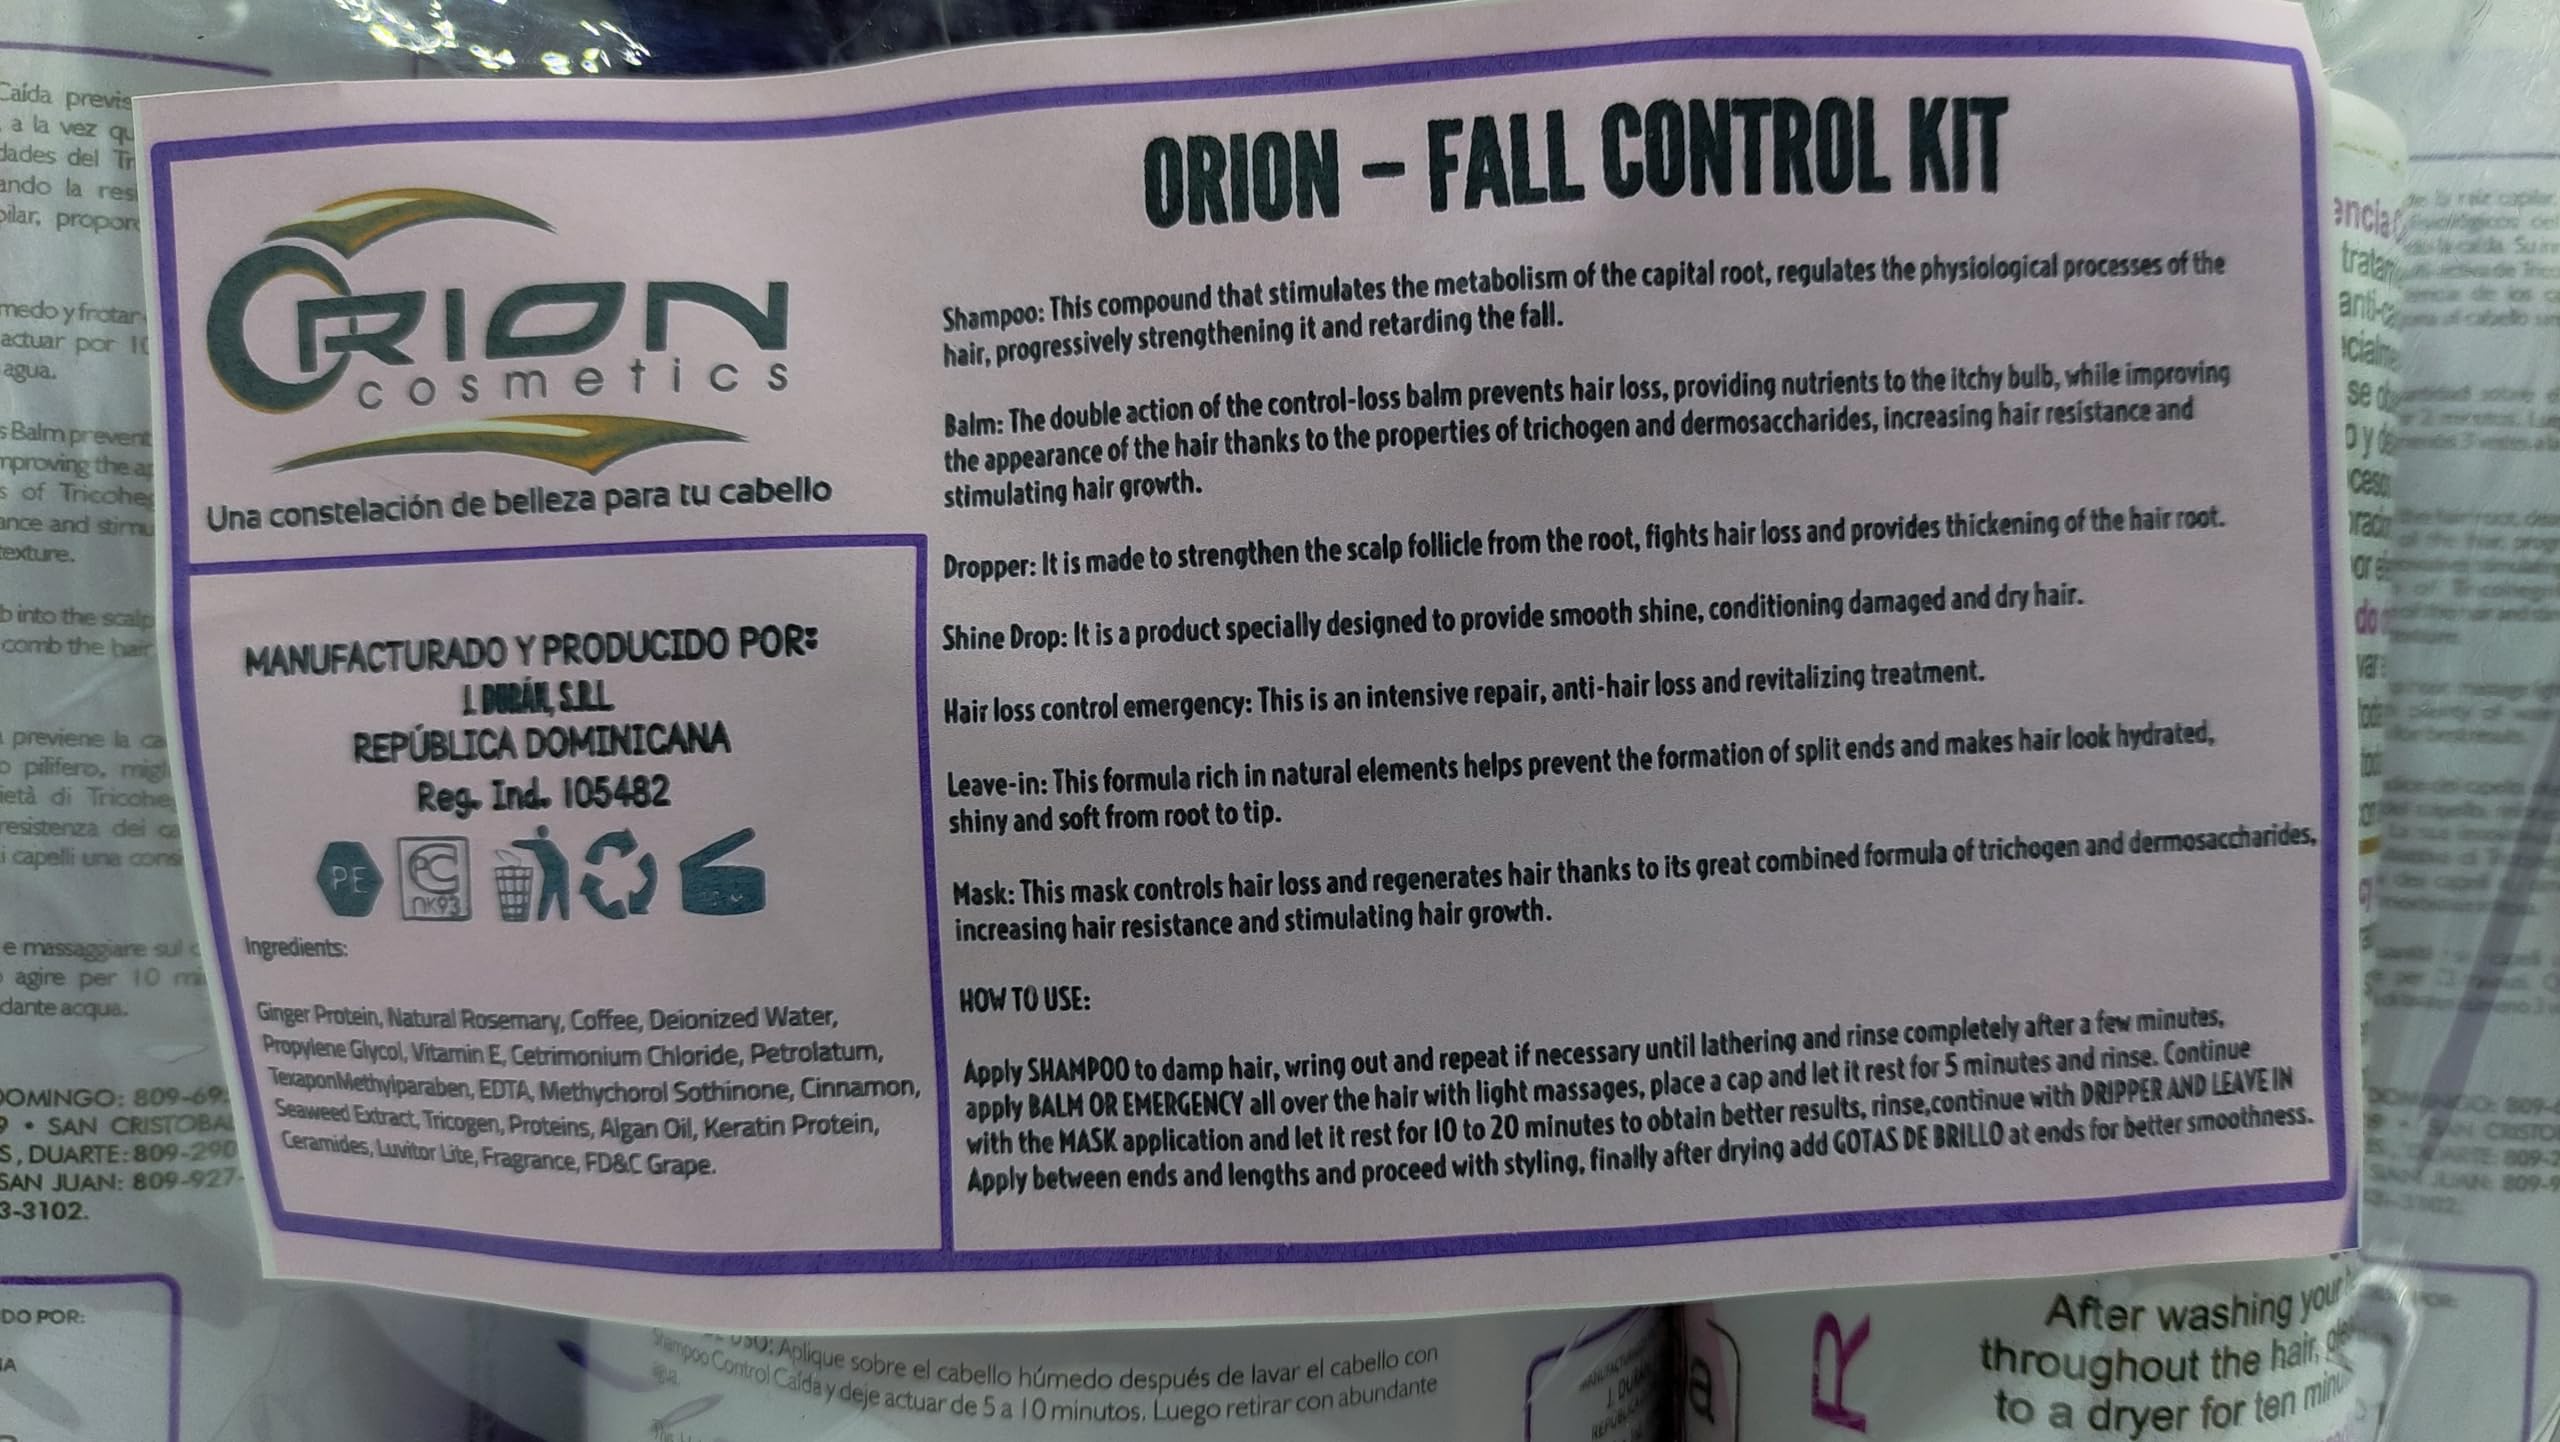 ORION – FALL CONTROL KIT
ORION
cosmetics
Una constelación de belleza para tu cabello
MANUFACTURADO Y PRODUCIDO POR:
J. DURÁN, S.R.L
REPÚBLICA DOMINICANA
Reg. Ind. 105482
PE
PC
ПК93
Ingredients:
Ginger Protein, Natural Rosemary, Coffee, Deionized Water,
Propylene Glycol, Vitamin E, Cetrimonium Chloride, Petrolatum,
TexaponMethylparaben, EDTA, Methychorol Sothinone, Cinnamon,
Seaweed Extract, Tricogen, Proteins, Algan Oil, Keratin Protein,
Ceramides, Luvitor Lite, Fragrance, FD&C Grape.
Shampoo: This compound that stimulates the metabolism of the capital root, regulates the physiological processes of the
hair, progressively strengthening it and retarding the fall.
Balm: The double action of the control-loss balm prevents hair loss, providing nutrients to the itchy bulb, while improving
the appearance of the hair thanks to the properties of trichogen and dermosaccharides, increasing hair resistance and
stimulating hair growth.
Dropper: It is made to strengthen the scalp follicle from the root, fights hair loss and provides thickening of the hair root.
Shine Drop: It is a product specially designed to provide smooth shine, conditioning damaged and dry hair.
Hair loss control emergency: This is an intensive repair, anti-hair loss and revitalizing treatment.
Leave-in: This formula rich in natural elements helps prevent the formation of split ends and makes hair look hydrated,
shiny and soft from root to tip.
Mask: This mask controls hair loss and regenerates hair thanks to its great combined formula of trichogen and dermosaccharides,
increasing hair resistance and stimulating hair growth.
HOW TO USE:
Apply SHAMPOO to damp hair, wring out and repeat if necessary until lathering and rinse completely after a few minutes,
apply BALM OR EMERGENCY all over the hair with light massages, place a cap and let it rest for 5 minutes and rinse. Continue
with the MASK application and let it rest for 10 to 20 minutes to obtain better results, rinse,continue with DRIPPER AND LEAVE IN
Apply between ends and lengths and proceed with styling, finally after drying add GOTAS DE BRILLO at ends for better smoothness.
Caída
a la vez
del
ando la
medo y frotar
actuar por 10
agua.
Balm prevent
mproving the
of
ance and
texture.
into the scalp
comb the hair
previene la
pilifero,
ietà di
resistenza dei
i capelli una
e massaggiare sul
agire per 10
dante acqua.
DOMINGO: 809-69
• SAN CRISTOBA
S, DUARTE: 809-290
SAN JUAN: 809-927-
3-3102.
DO POR:
USO: Aplique sobre el cabello húmedo después de lavar el cabello con
Shampoo Control Caída y deje actuar de 5 a 10 minutos. Luego retirar con abundante
agua.
R
After washing your
throughout the hair,
to a dryer for ten